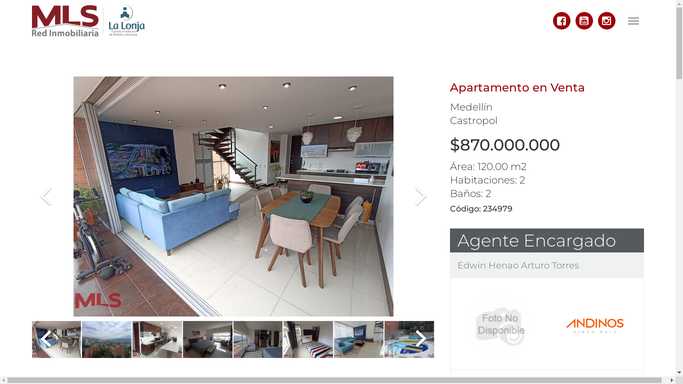 MLS
Red Inmobiliaria
La Lonja
Apartamento en Venta
Medellín
Castropol
$870.000.000
Área: 120.00 m2
Habitaciones: 2
Baños: 2
Código: 234979
Agente Encargado
Edwin Henao Arturo Torres
Foto No
Disponible
ANDINOS
MLS